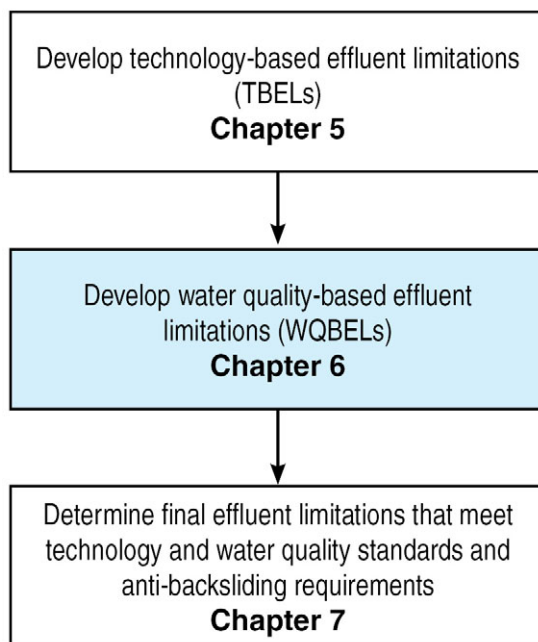 Develop technology-based effluent limitations
(TBELs)
Chapter 5
Develop water quality-based effluent
limitations (WQBELs)
Chapter 6
Determine final effluent limitations that meet
technology and water quality standards and
anti-backsliding requirements
Chapter 7